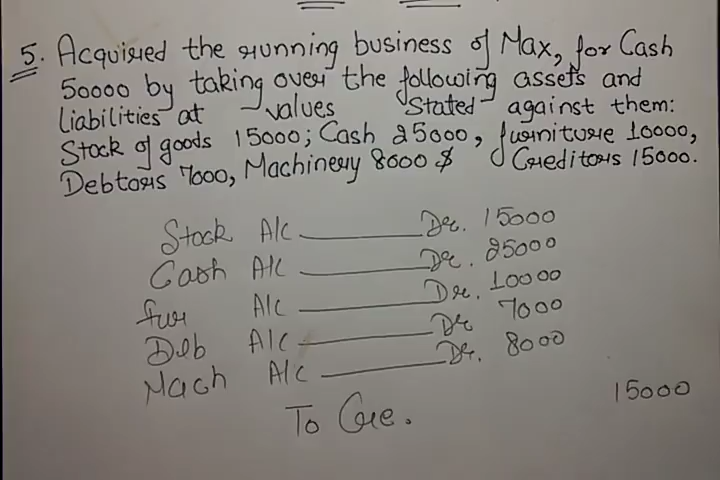 5. Acquired the running business of Max, for Cash
50000 by taking over the following assets and
liabilities at values Stated against them:
Stock of goods 15000; Cash 25000, furniture 10000,
Debtors 7000, Machinery 8000 & Creditors 15000.
Stock A/C Dr. 15000
Cash A/C Dr. 25000
fur A/C Dr. 10000
Deb A/C Dr 7000
Mach A/C Dr. 8000
To Cre. 15000